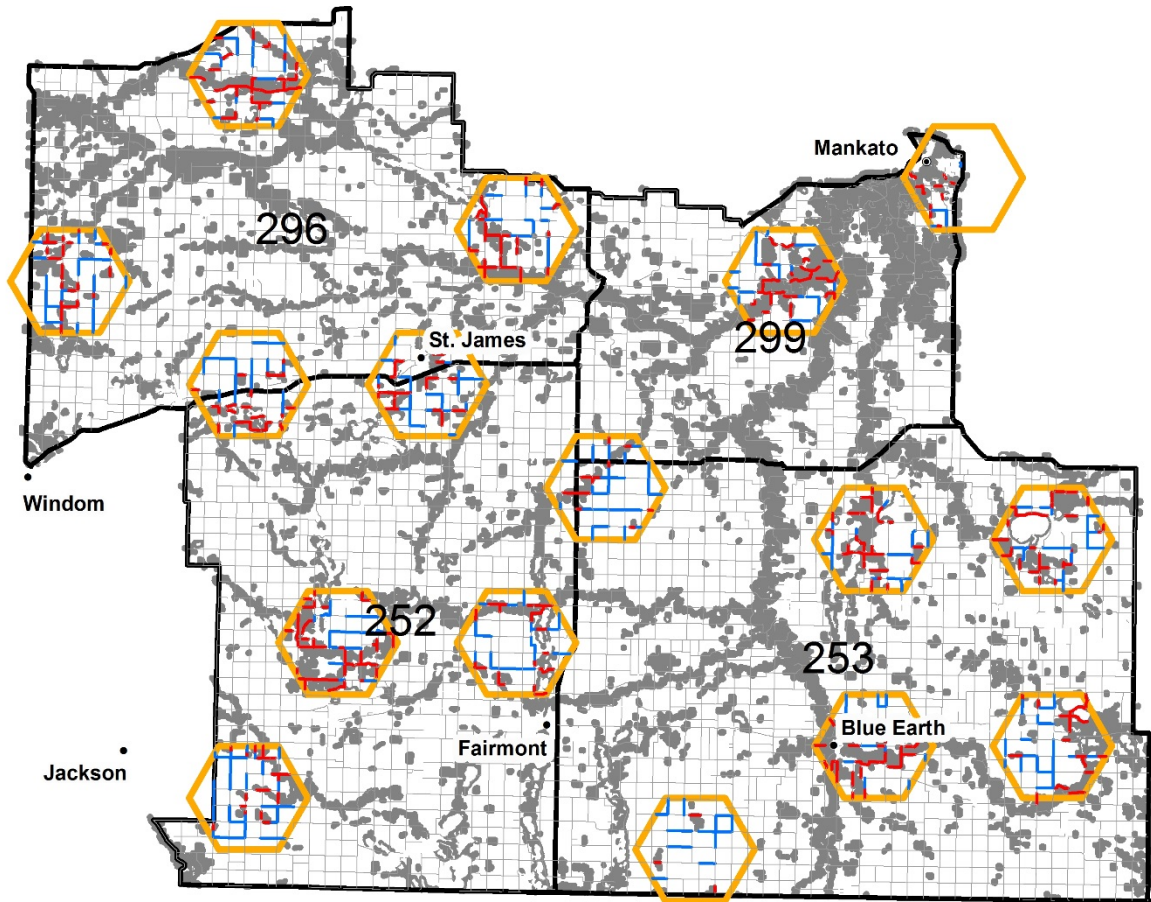 Mankato
296
299
St. James
Windom
252
253
Fairmont
Blue Earth
Jackson